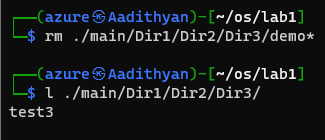 ┌──(azure㉿Aadithyan)-[~/os/lab1]
└─$ rm ./main/Dir1/Dir2/Dir3/demo*
┌──(azure㉿Aadithyan)-[~/os/lab1]
└─$ l ./main/Dir1/Dir2/Dir3/
test3